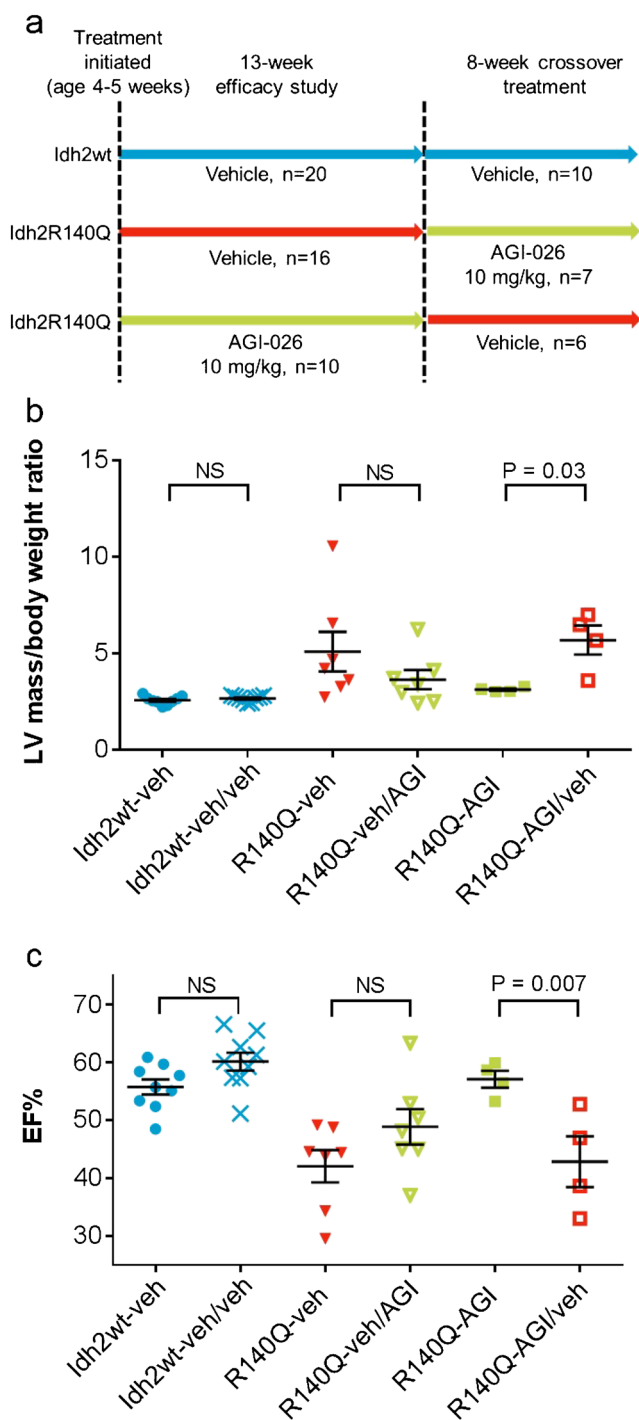 a
Treatment
initiated
(age 4-5 weeks)
13-week
efficacy study
8-week crossover
treatment
Idh2wt
Vehicle, n=20
Vehicle, n=10
Idh2R140Q
Vehicle, n=16
AGI-026
10 mg/kg, n=7
Idh2R140Q
AGI-026
10 mg/kg, n=10
Vehicle, n=6
b
LV mass/body weight ratio
15
10
5
0
NS
NS
P = 0.03
Idh2wt-veh
Idh2wt-veh/veh
R140Q-veh
R140Q-veh/AGI
R140Q-AGI
R140Q-AGI/veh
c
EF%
70
60
50
40
30
NS
NS
P = 0.007
Idh2wt-veh
Idh2wt-veh/veh
R140Q-veh
R140Q-veh/AGI
R140Q-AGI
R140Q-AGI/veh